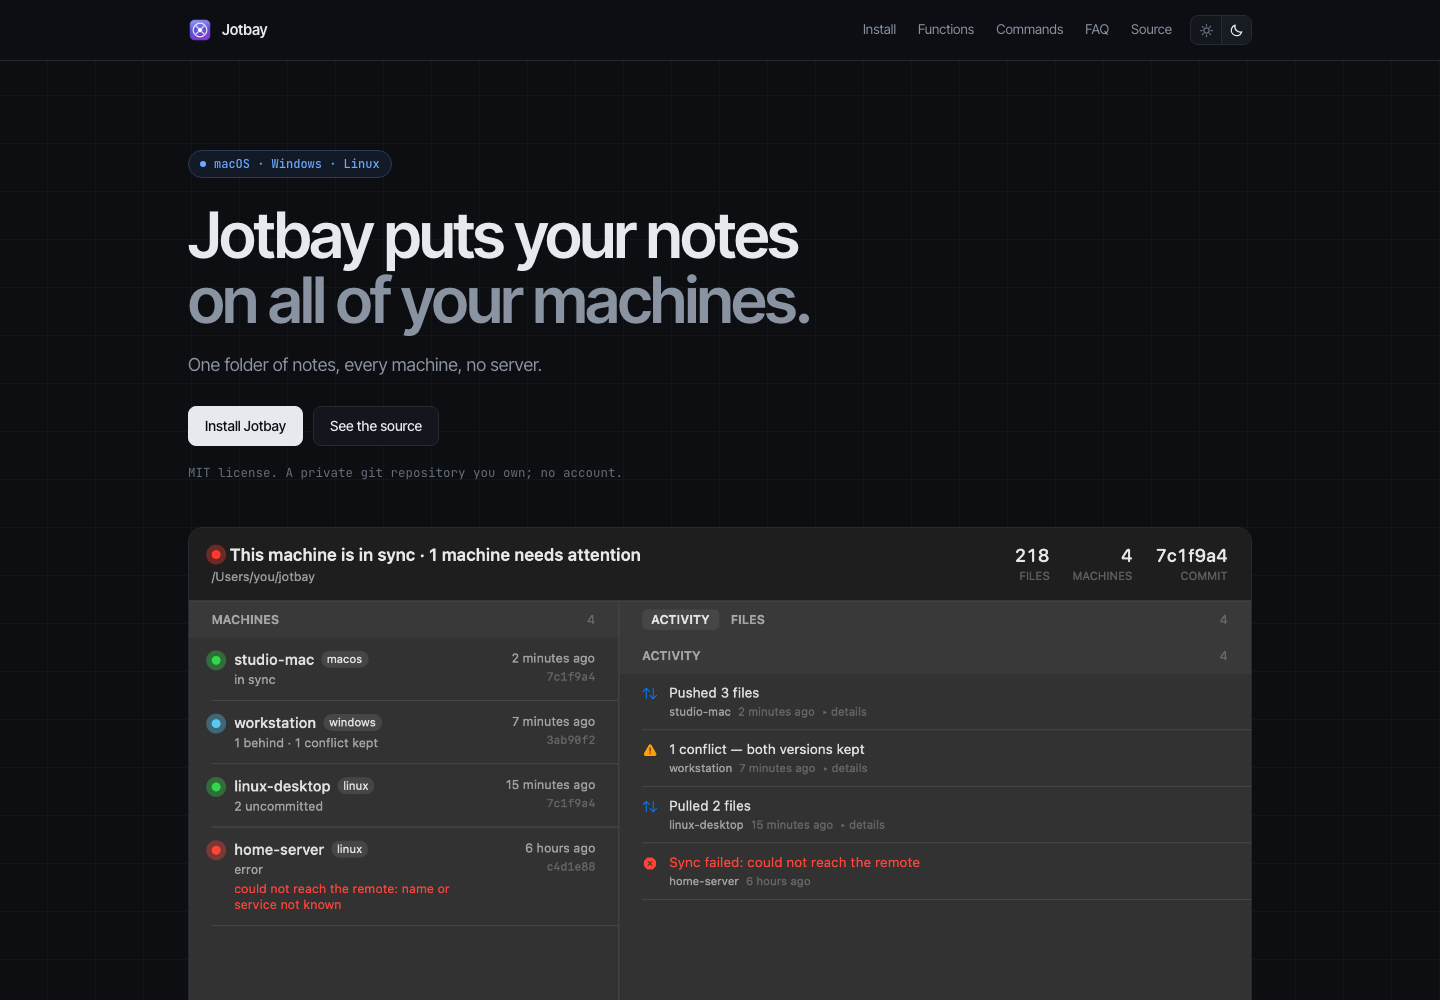 Jotbay
Install
Functions
Commands
FAQ
Source
macOS · Windows · Linux
Jotbay puts your notes
on all of your machines.
One folder of notes, every machine, no server.
Install Jotbay
See the source
MIT license. A private git repository you own; no account.
This machine is in sync · 1 machine needs attention
/Users/you/jotbay
218
FILES
4
MACHINES
7c1f9a4
COMMIT
MACHINES
4
studio-mac macos
2 minutes ago
in sync
7c1f9a4
workstation windows
7 minutes ago
1 behind · 1 conflict kept
3ab90f2
linux-desktop linux
15 minutes ago
2 uncommitted
7c1f9a4
home-server linux
6 hours ago
error
c4d1e88
could not reach the remote: name or
service not known
ACTIVITY FILES
4
ACTIVITY
4
Pushed 3 files
studio-mac 2 minutes ago ▸ details
1 conflict — both versions kept
workstation 7 minutes ago ▸ details
Pulled 2 files
linux-desktop 15 minutes ago ▸ details
Sync failed: could not reach the remote
home-server 6 hours ago